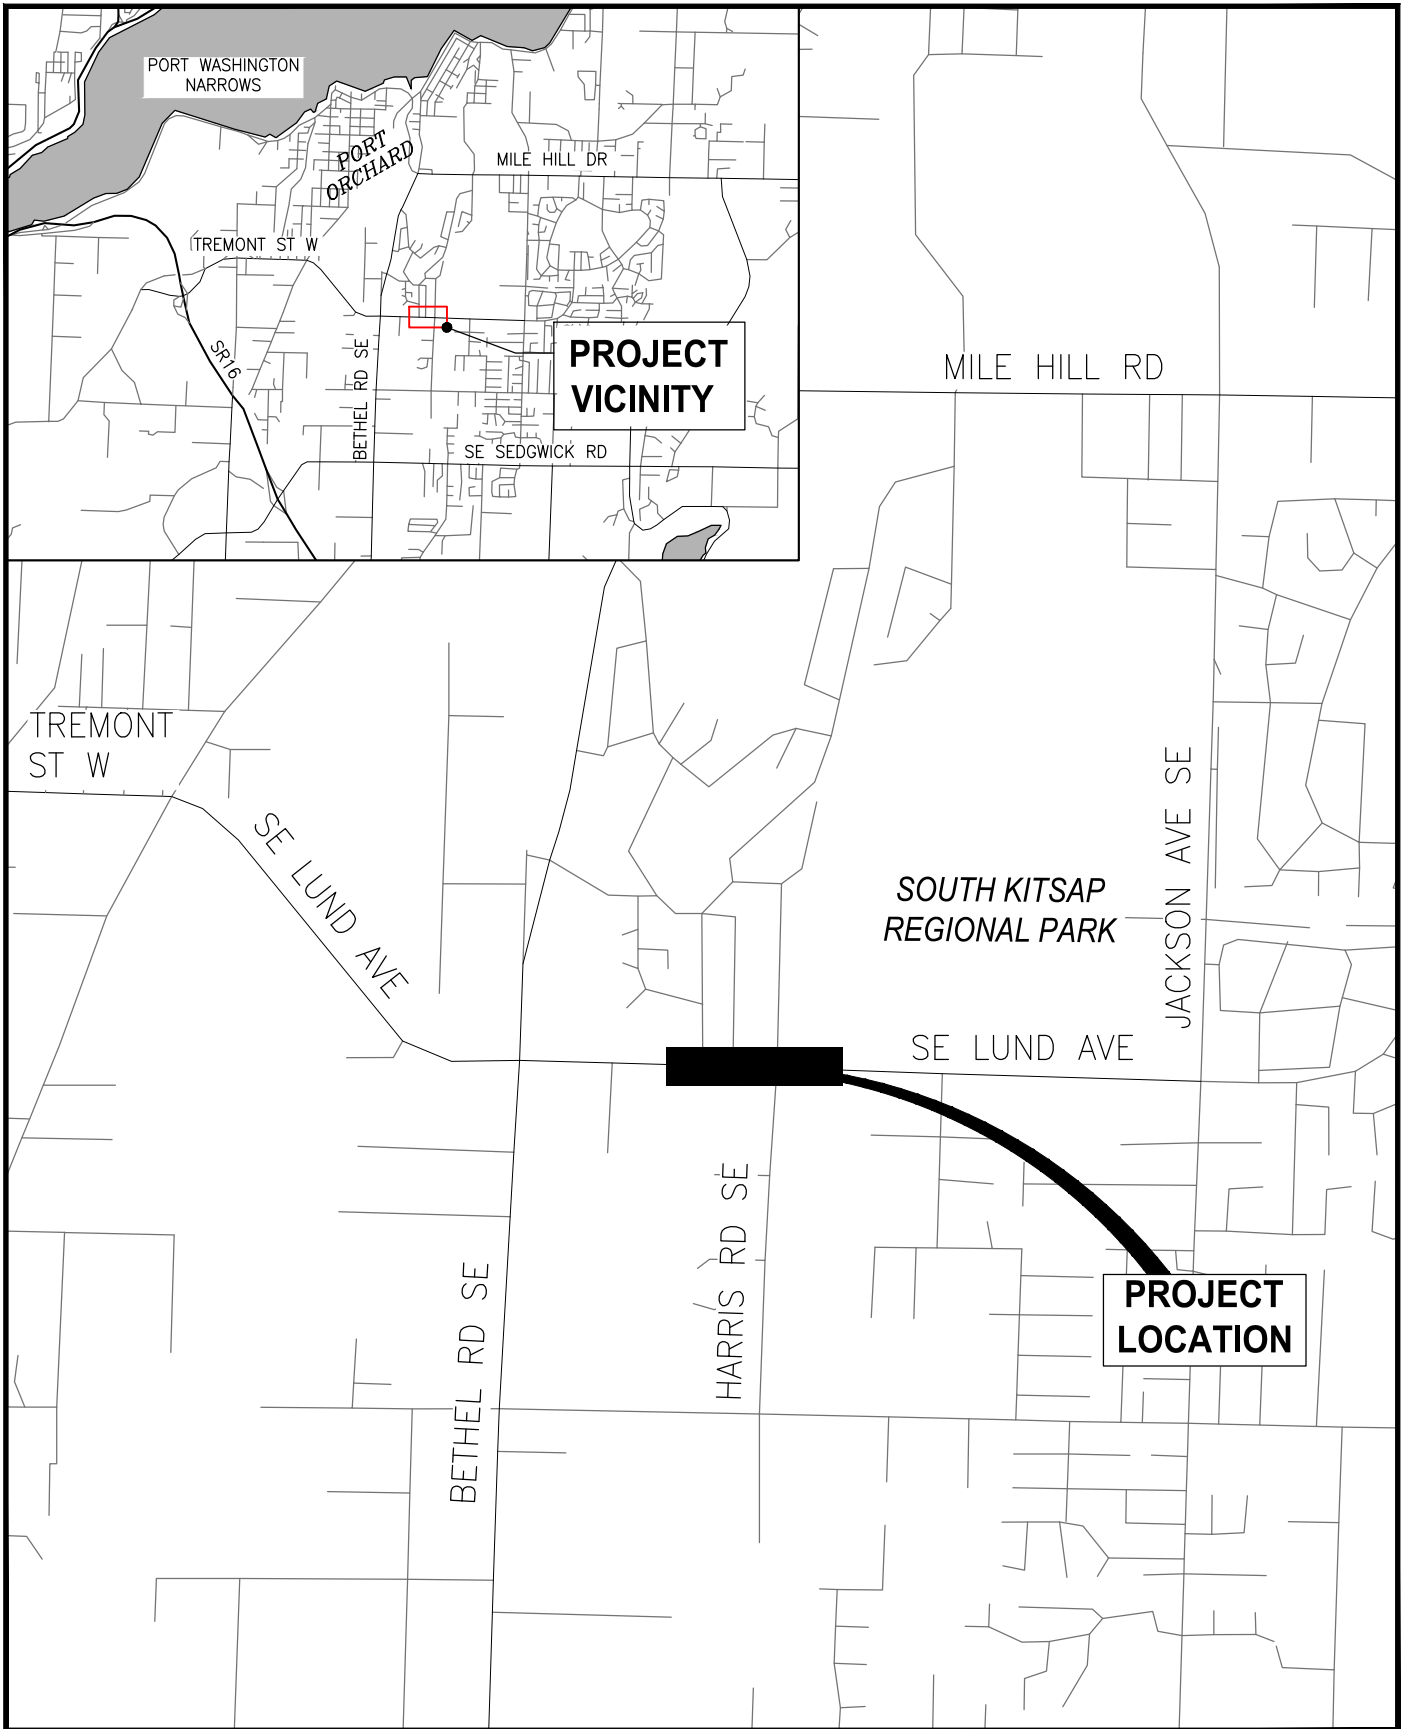 PORT WASHINGTON
NARROWS
PORT
ORCHARD
MILE HILL DR
TREMONT ST W
SR16
BETHEL RD SE
PROJECT
VICINITY
SE SEDGWICK RD
MILE HILL RD
TREMONT
ST W
SE LUND AVE
JACKSON AVE SE
SOUTH KITSAP
REGIONAL PARK
SE LUND AVE
HARRIS RD SE
BETHEL RD SE
PROJECT
LOCATION